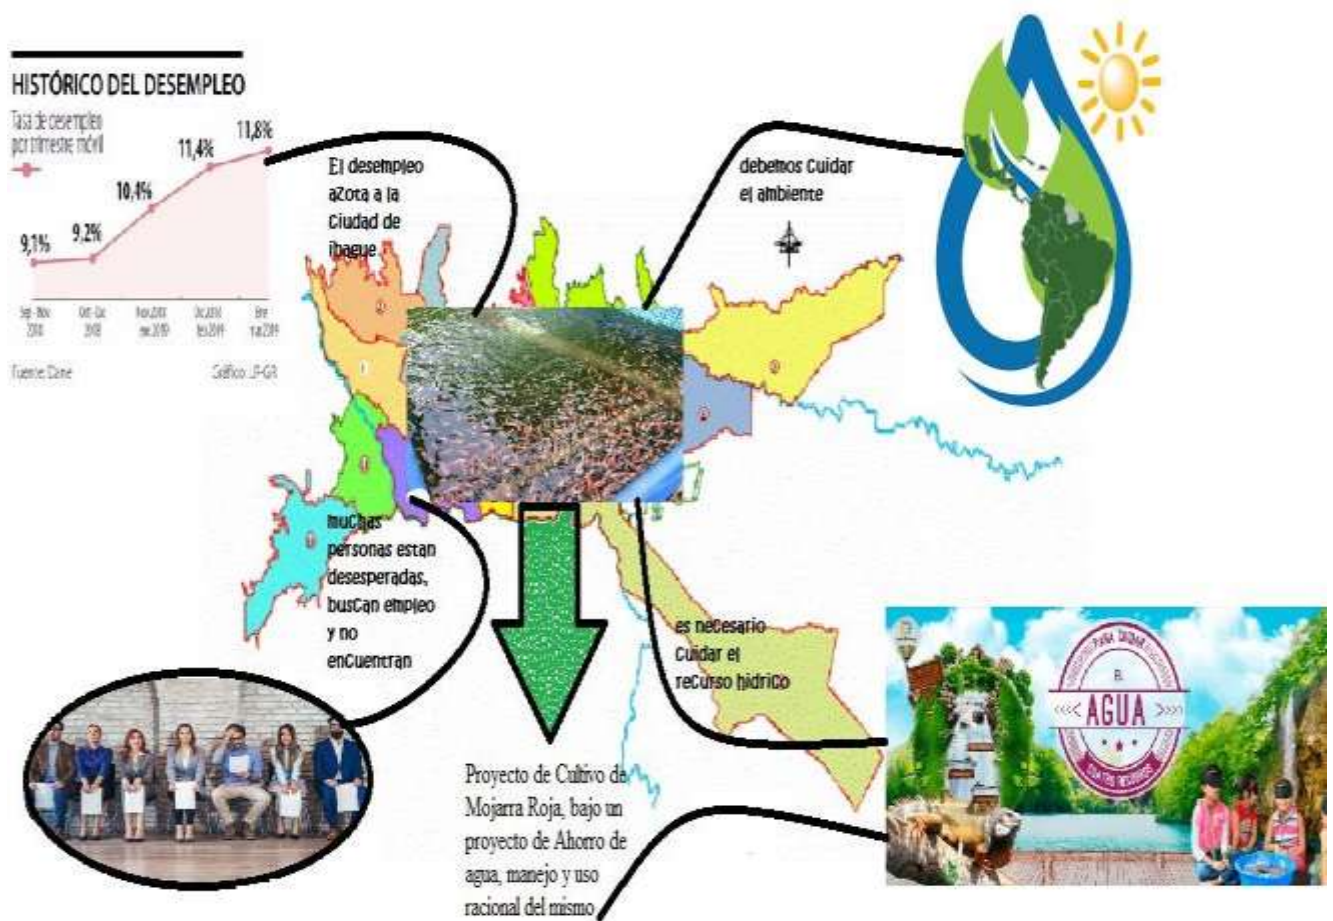 HISTÓRICO DEL DESEMPLEO
Tasa de desempleo
por trimestre móvil
9,1%
9,2%
10,4%
11,4%
11,8%
2018
2018
Fuente: Dane
El desempleo
azota a la
Ciudad de
ibague
debemos Cuidar
el ambiente
muchas
personas estan
desesperadas,
busCan empleo
y no
enCuentran
es neCesario
Cuidar el
reCurso hidriCo
PARA CUIDAR
EL
AGUA
Proyecto de Cultivo de
Mojarra Roja, bajo un
proyecto de Ahorro de
agua, manejo y uso
racional del mismo